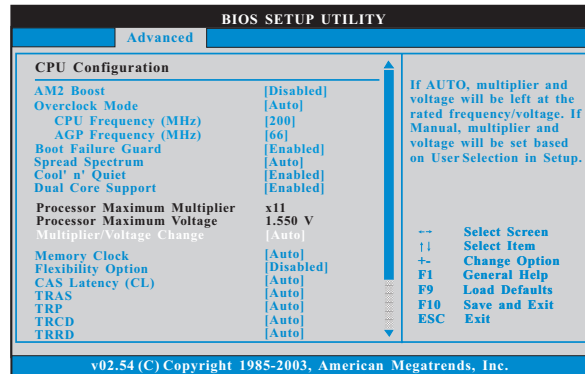 BIOS SETUP UTILITY
Advanced
CPU Configuration
AM2 Boost [Disabled]
Overclock Mode [Auto]
CPU Frequency (MHz) [200]
AGP Frequency (MHz) [66]
Boot Failure Guard [Enabled]
Spread Spectrum [Auto]
Cool' n' Quiet [Enabled]
Dual Core Support [Enabled]
Processor Maximum Multiplier x11
Processor Maximum Voltage 1.550 V
Multiplier/Voltage Change [Auto]
Memory Clock [Auto]
Flexibility Option [Disabled]
CAS Latency (CL) [Auto]
TRAS [Auto]
TRP [Auto]
TRCD [Auto]
TRRD [Auto]
If AUTO, multiplier and
voltage will be left at the
rated frequency/voltage. If
Manual, multiplier and
voltage will be set based
on User Selection in Setup.
←→ Select Screen
↑↓ Select Item
+- Change Option
F1 General Help
F9 Load Defaults
F10 Save and Exit
ESC Exit
v02.54 (C) Copyright 1985-2003, American Megatrends, Inc.